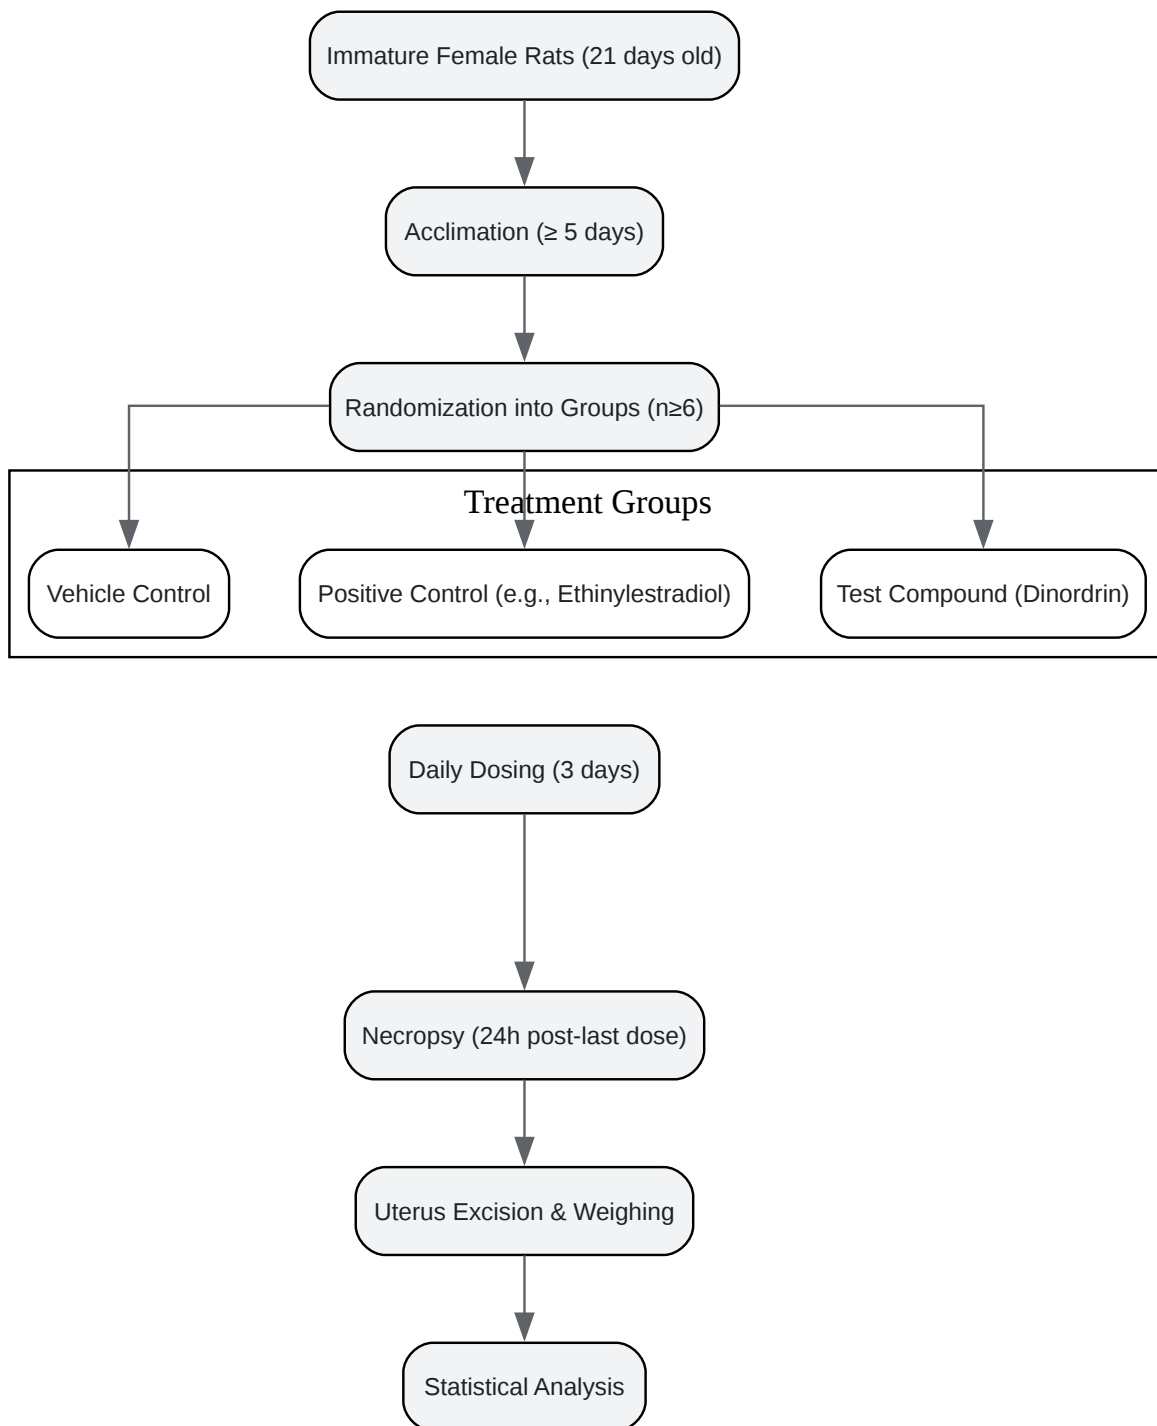 Immature Female Rats (21 days old)
Acclimation (≥ 5 days)
Randomization into Groups (n≥6)
Treatment Groups
Vehicle Control
Positive Control (e.g., Ethinylestradiol)
Test Compound (Dinordrin)
Daily Dosing (3 days)
Necropsy (24h post-last dose)
Uterus Excision & Weighing
Statistical Analysis